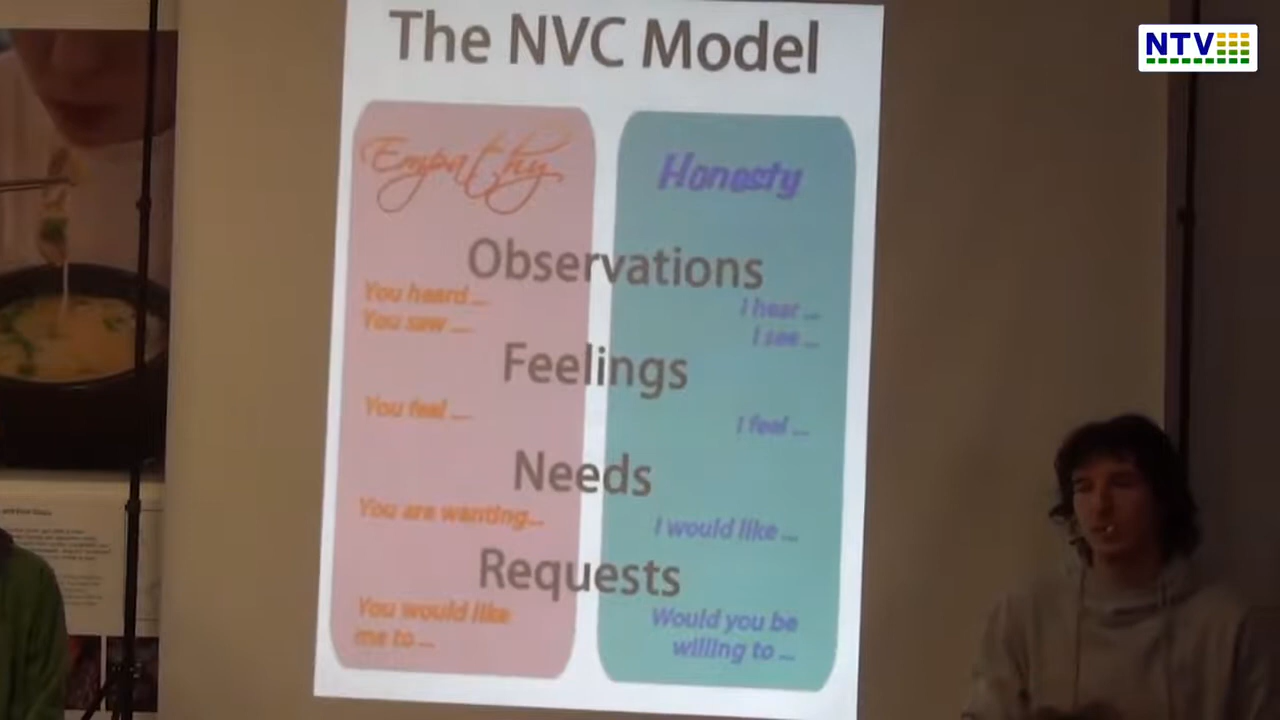 The NVC Model
NTV
Empathy
Honesty
Observations
You heard ...
You saw ...
I hear ...
I see ...
Feelings
You feel ...
I feel ...
Needs
You are wanting...
I would like ...
Requests
You would like
me to ...
Would you be
willing to ...